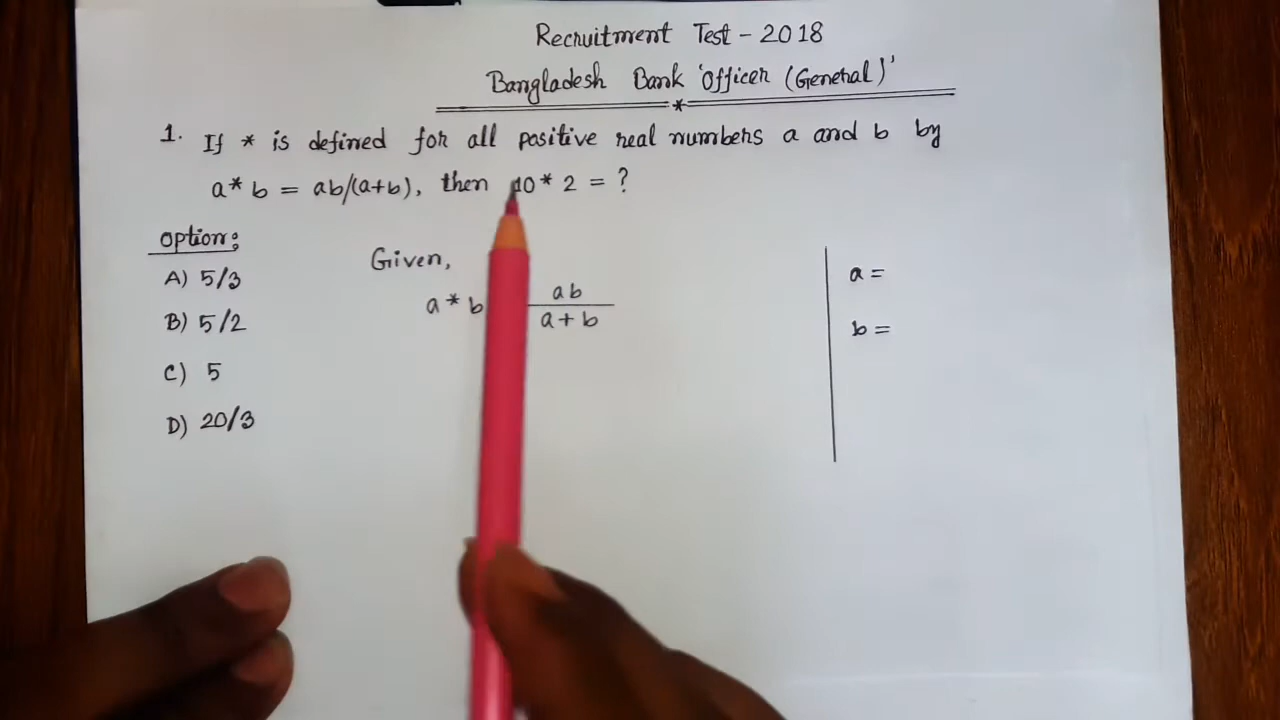 Recruitment Test - 2018
Bangladesh Bank 'Officer (General)'
*
1. If * is defined for all positive real numbers a and b by
a * b = ab/(a+b), then 10 * 2 = ?
Option:
A) 5/3
B) 5/2
C) 5
D) 20/3
Given,
a * b
ab
a + b
a =
b =